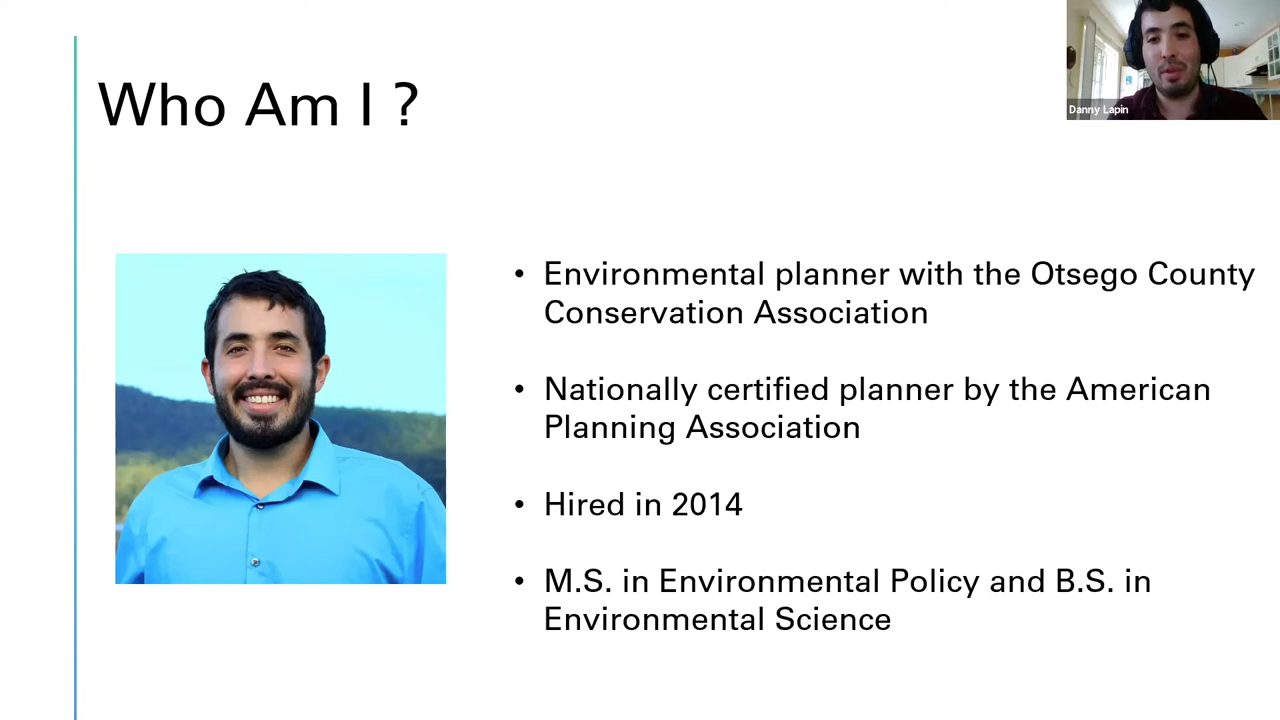 Who Am I ?
Danny Lapin
• Environmental planner with the Otsego County
Conservation Association
• Nationally certified planner by the American
Planning Association
• Hired in 2014
• M.S. in Environmental Policy and B.S. in
Environmental Science